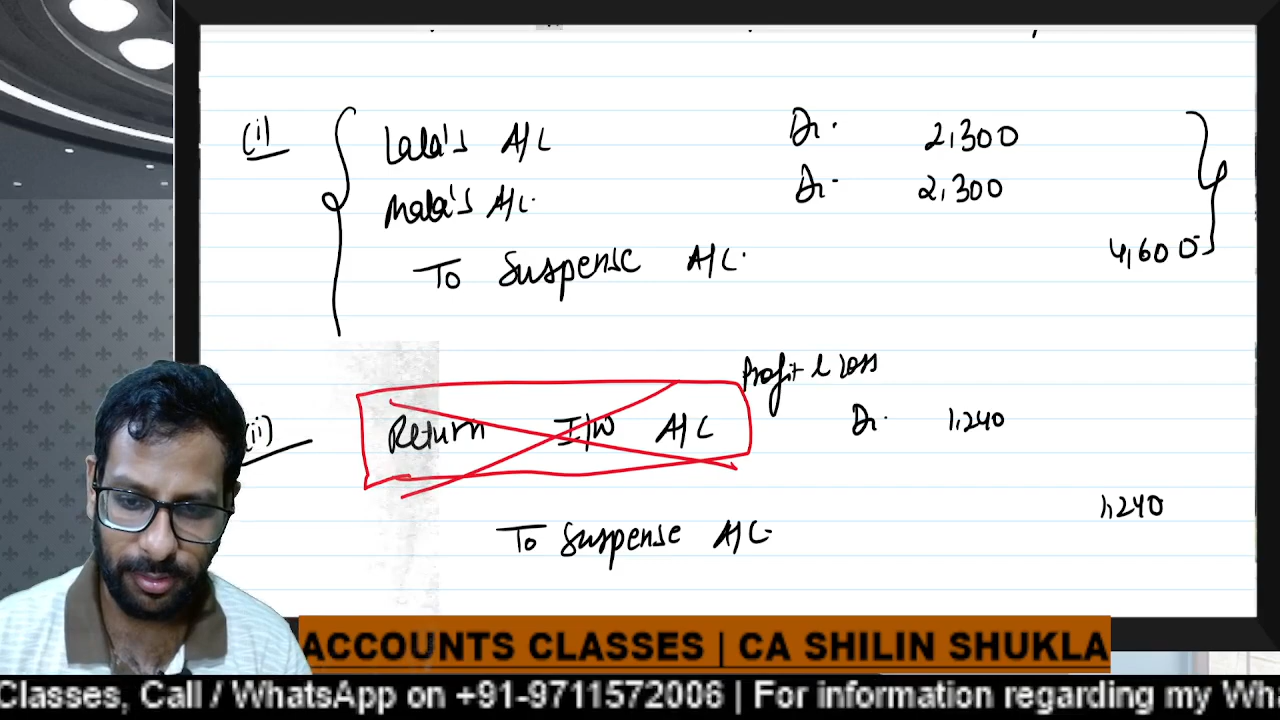 (i) Lala's A/C Dr. 2,300
Mala's A/C. Dr. 2,300
To Suspense A/C. 4,600
Profit & Loss
(ii) Return I/W A/C Dr. 1,240
To Suspense A/C. 1,240
ACCOUNTS CLASSES | CA SHILIN SHUKLA
Classes, Call / WhatsApp on +91-9711572006 | For information regarding my Wha